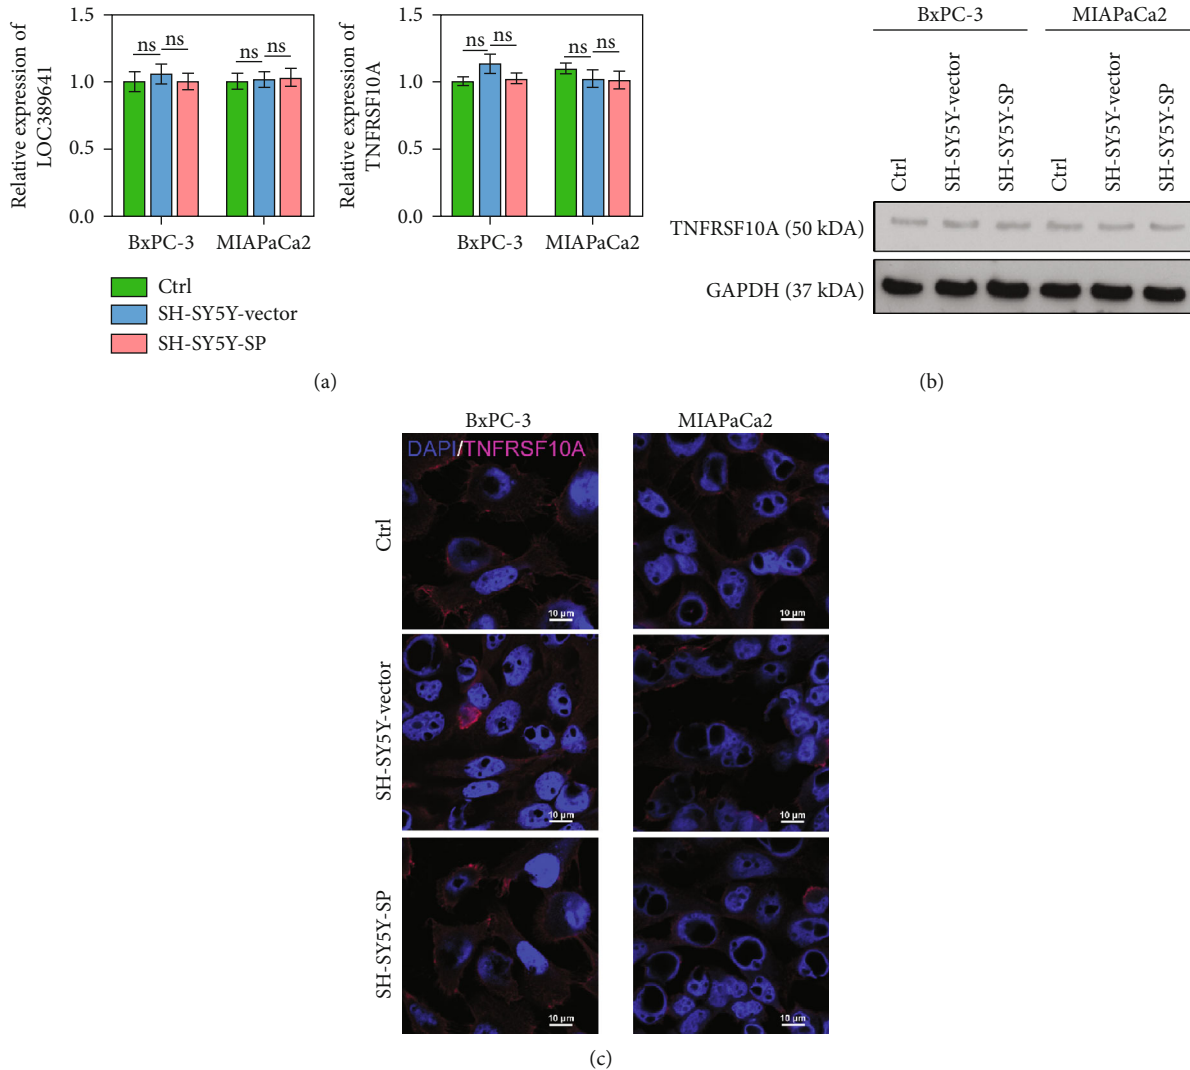 Relative expression of
LOC389641
1.5
1.0
0.5
0.0
ns
ns
ns
ns
BxPC-3
MIAPaCa2
Relative expression of
TNFRSF10A
1.5
1.0
0.5
0.0
ns
ns
ns
ns
BxPC-3
MIAPaCa2
Ctrl
SH-SY5Y-vector
SH-SY5Y-SP
(a)
BxPC-3
MIAPaCa2
Ctrl
SH-SY5Y-vector
SH-SY5Y-SP
Ctrl
SH-SY5Y-vector
SH-SY5Y-SP
TNFRSF10A (50 kDA)
GAPDH (37 kDA)
(b)
BxPC-3
MIAPaCa2
DAPI/TNFRSF10A
Ctrl
10 μm
10 μm
SH-SY5Y-vector
10 μm
10 μm
SH-SY5Y-SP
10 μm
10 μm
(c)